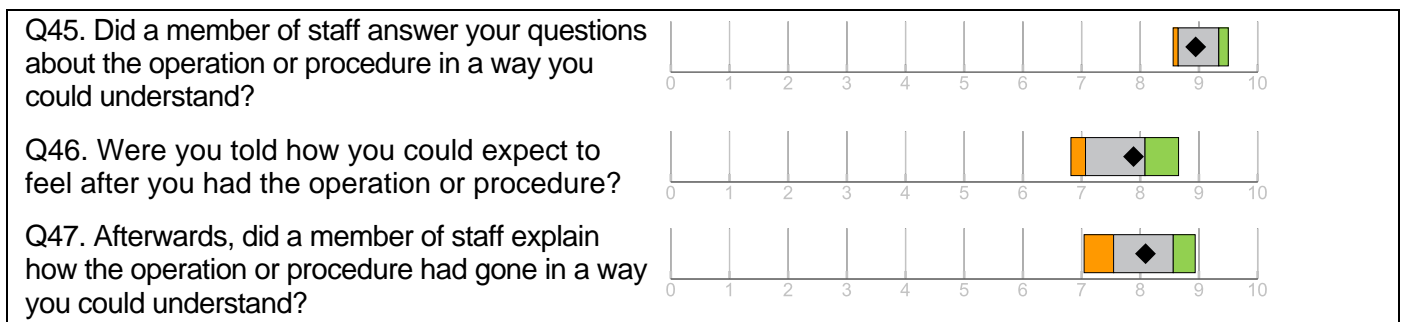 Q45. Did a member of staff answer your questions
about the operation or procedure in a way you
could understand?
0 1 2 3 4 5 6 7 8 9 10
Q46. Were you told how you could expect to
feel after you had the operation or procedure?
0 1 2 3 4 5 6 7 8 9 10
Q47. Afterwards, did a member of staff explain
how the operation or procedure had gone in a way
you could understand?
0 1 2 3 4 5 6 7 8 9 10